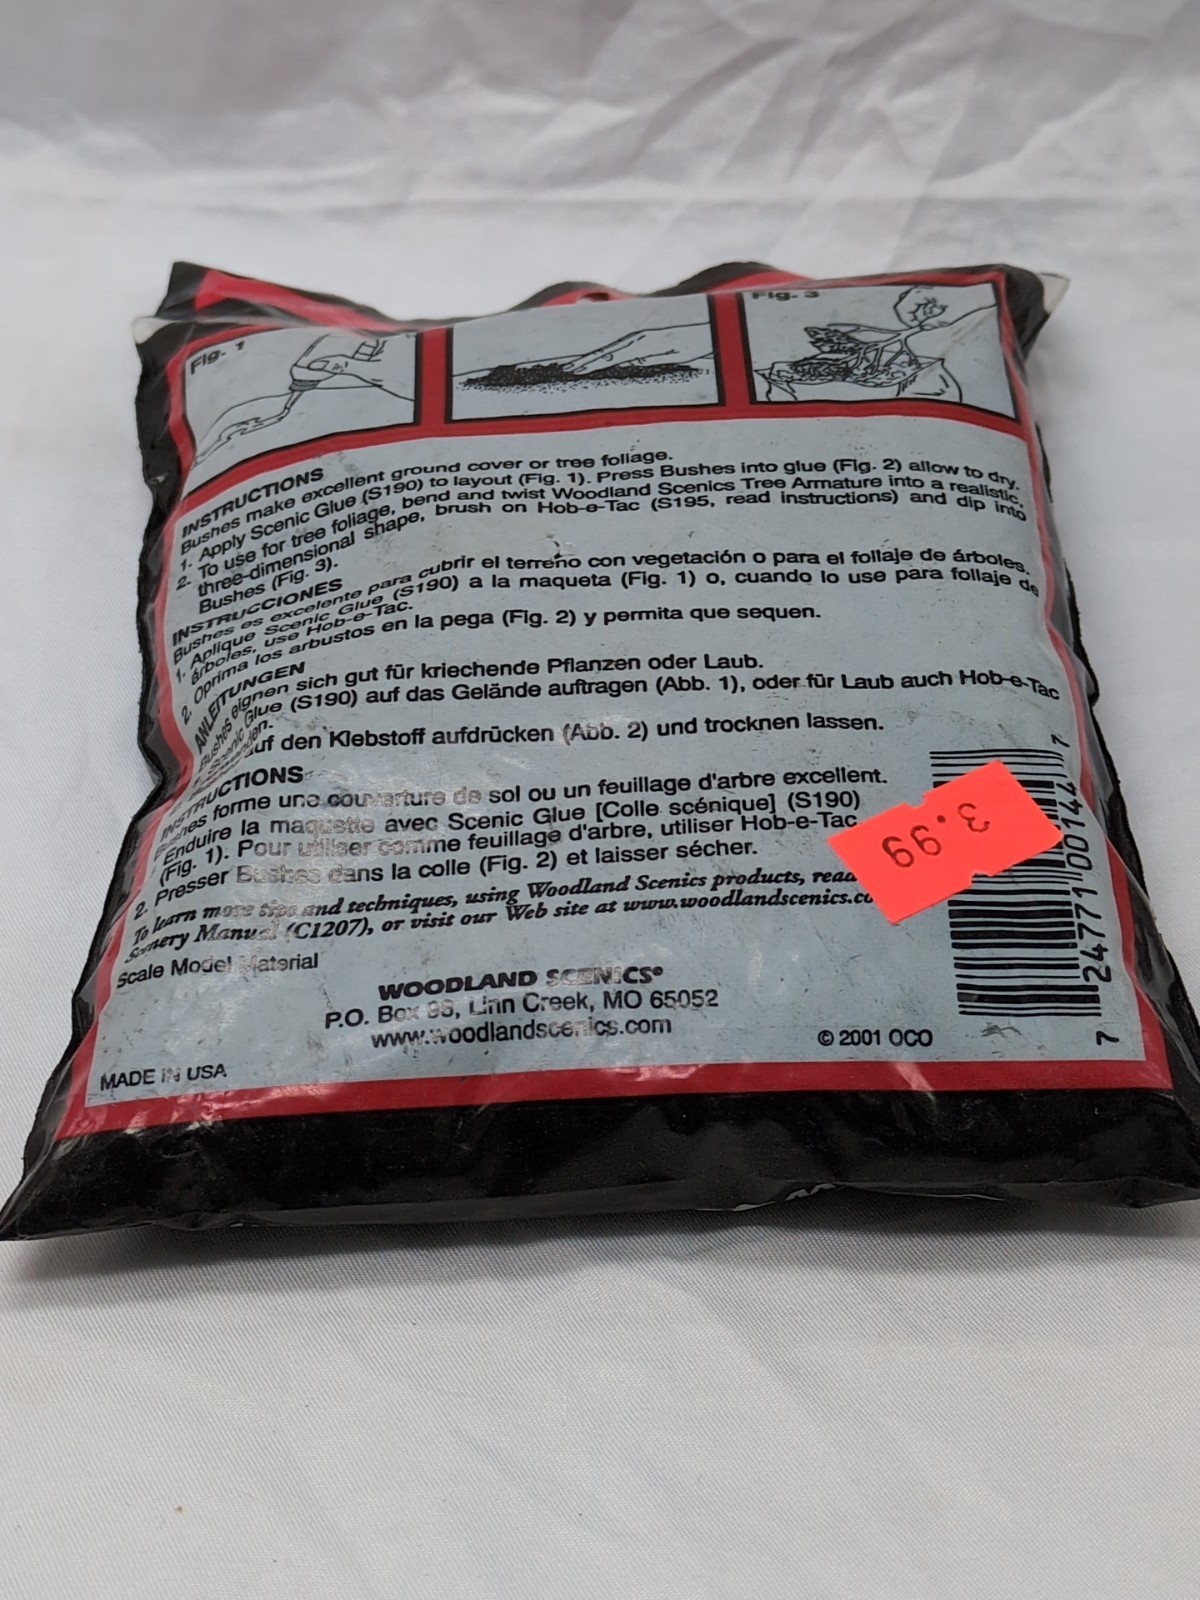 Fig. 1
Fig. 3
INSTRUCTIONS
Bushes make excellent ground cover or tree foliage.
1. Apply Scenic Glue (S190) to layout (Fig. 1). Press Bushes into glue (Fig. 2) allow to dry.
2. To use for tree foliage, bend and twist Woodland Scenics Tree Armature into a realistic,
three-dimensional shape, brush on Hob-e-Tac (S195, read instructions) and dip into
Bushes (Fig. 3).
INSTRUCCIONES
Bushes es excelente para cubrir el terreño con vegetación o para el follaje de árboles.
1. Aplique Scenic Glue (S190) a la maqueta (Fig. 1) o, cuando lo use para follaje de
árboles, use Hob-e-Tac.
2. Oprima los arbustos en la pega (Fig. 2) y permita que sequen.
ANLEITUNGEN
Bushes eignen sich gut für kriechende Pflanzen oder Laub.
Scenic Glue (S190) auf das Gelände auftragen (Abb. 1), oder für Laub auch Hob-e-Tac
auf den Klebstoff aufdrücken (Abb. 2) und trocknen lassen.
INSTRUCTIONS
Bushes forme une couverture de sol ou un feuillage d'arbre excellent.
Enduire la maquette avec Scenic Glue [Colle scénique] (S190)
(Fig. 1). Pour utiliser comme feuillage d'arbre, utiliser Hob-e-Tac
2. Presser Bushes dans la colle (Fig. 2) et laisser sécher.
To learn more tips and techniques, using Woodland Scenics products, read
Scenery Manual (C1207), or visit our Web site at www.woodlandscenics.co
Scale Model Material
WOODLAND SCENICS®
P.O. Box 98, Linn Creek, MO 65052
www.woodlandscenics.com
© 2001 OCO
MADE IN USA
3.99
7 24771 00144 7